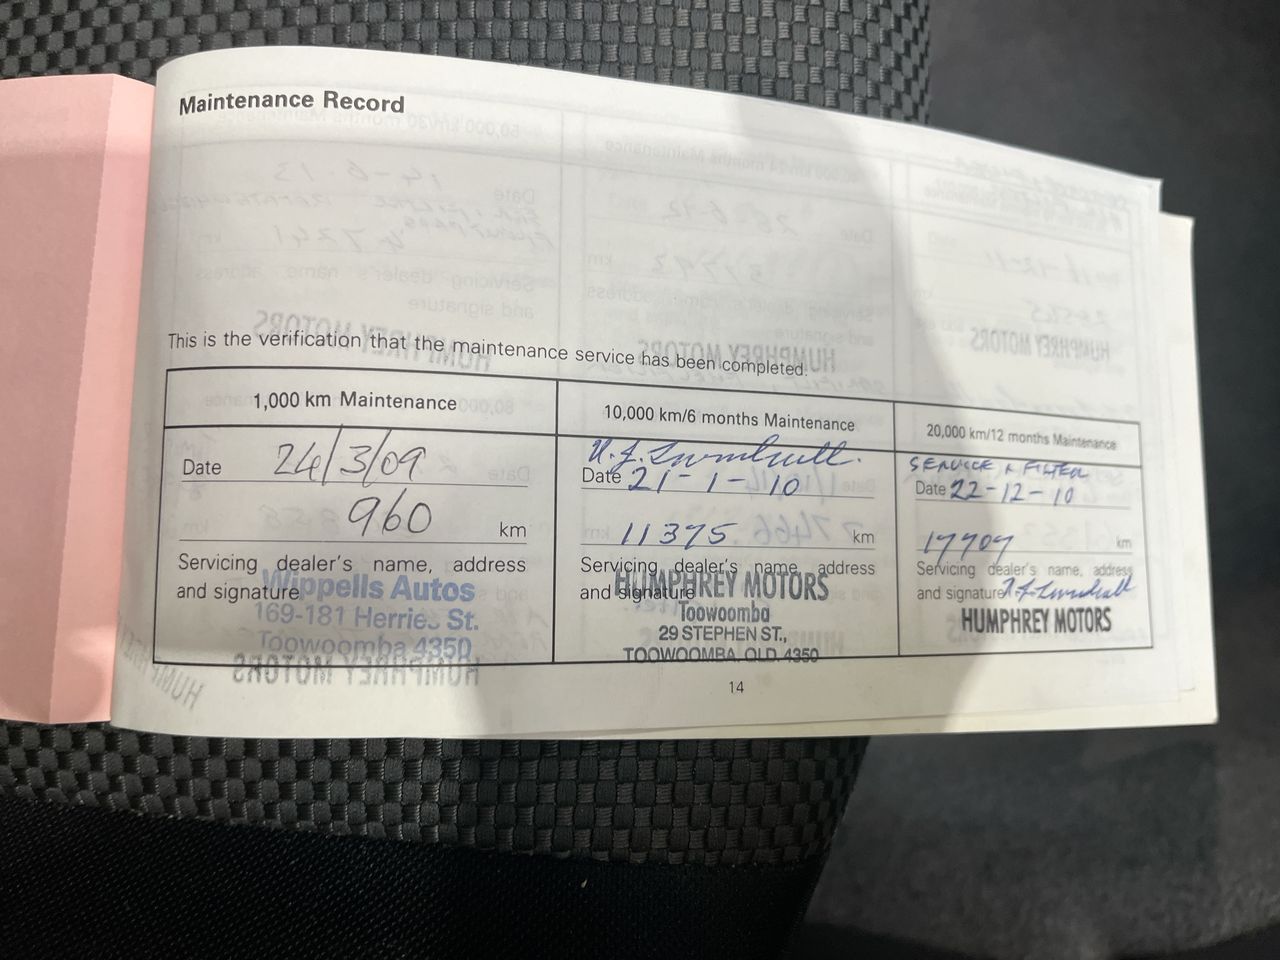 Maintenance Record
This is the verification that the maintenance service has been completed.
1,000 km Maintenance
Date 24/3/09
960 km
Servicing dealer's name, address
and signature
Wippells Autos
169-181 Herries St.
Toowoomba 4350
10,000 km/6 months Maintenance
Date 21-1-10
11375 km
Servicing dealer's name, address
and signature
HUMPHREY MOTORS
Toowoomba
29 STEPHEN ST.,
TOOWOOMBA. QLD. 4350
20,000 km/12 months Maintenance
SERVICE & FILTER
Date 22-12-10
17707 km
Servicing dealer's name, address
and signature
HUMPHREY MOTORS
14